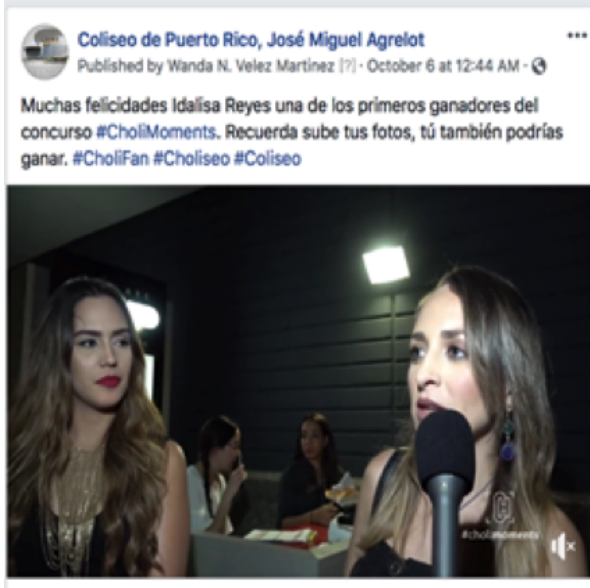 Coliseo de Puerto Rico, José Miguel Agrelot
Published by Wanda N. Velez Martinez [?] · October 6 at 12:44 AM ·
Muchas felicidades Idalisa Reyes una de los primeros ganadores del
concurso #CholiMoments. Recuerda sube tus fotos, tú también podrías
ganar. #CholiFan #Choliseo #Coliseo
#cholimoments